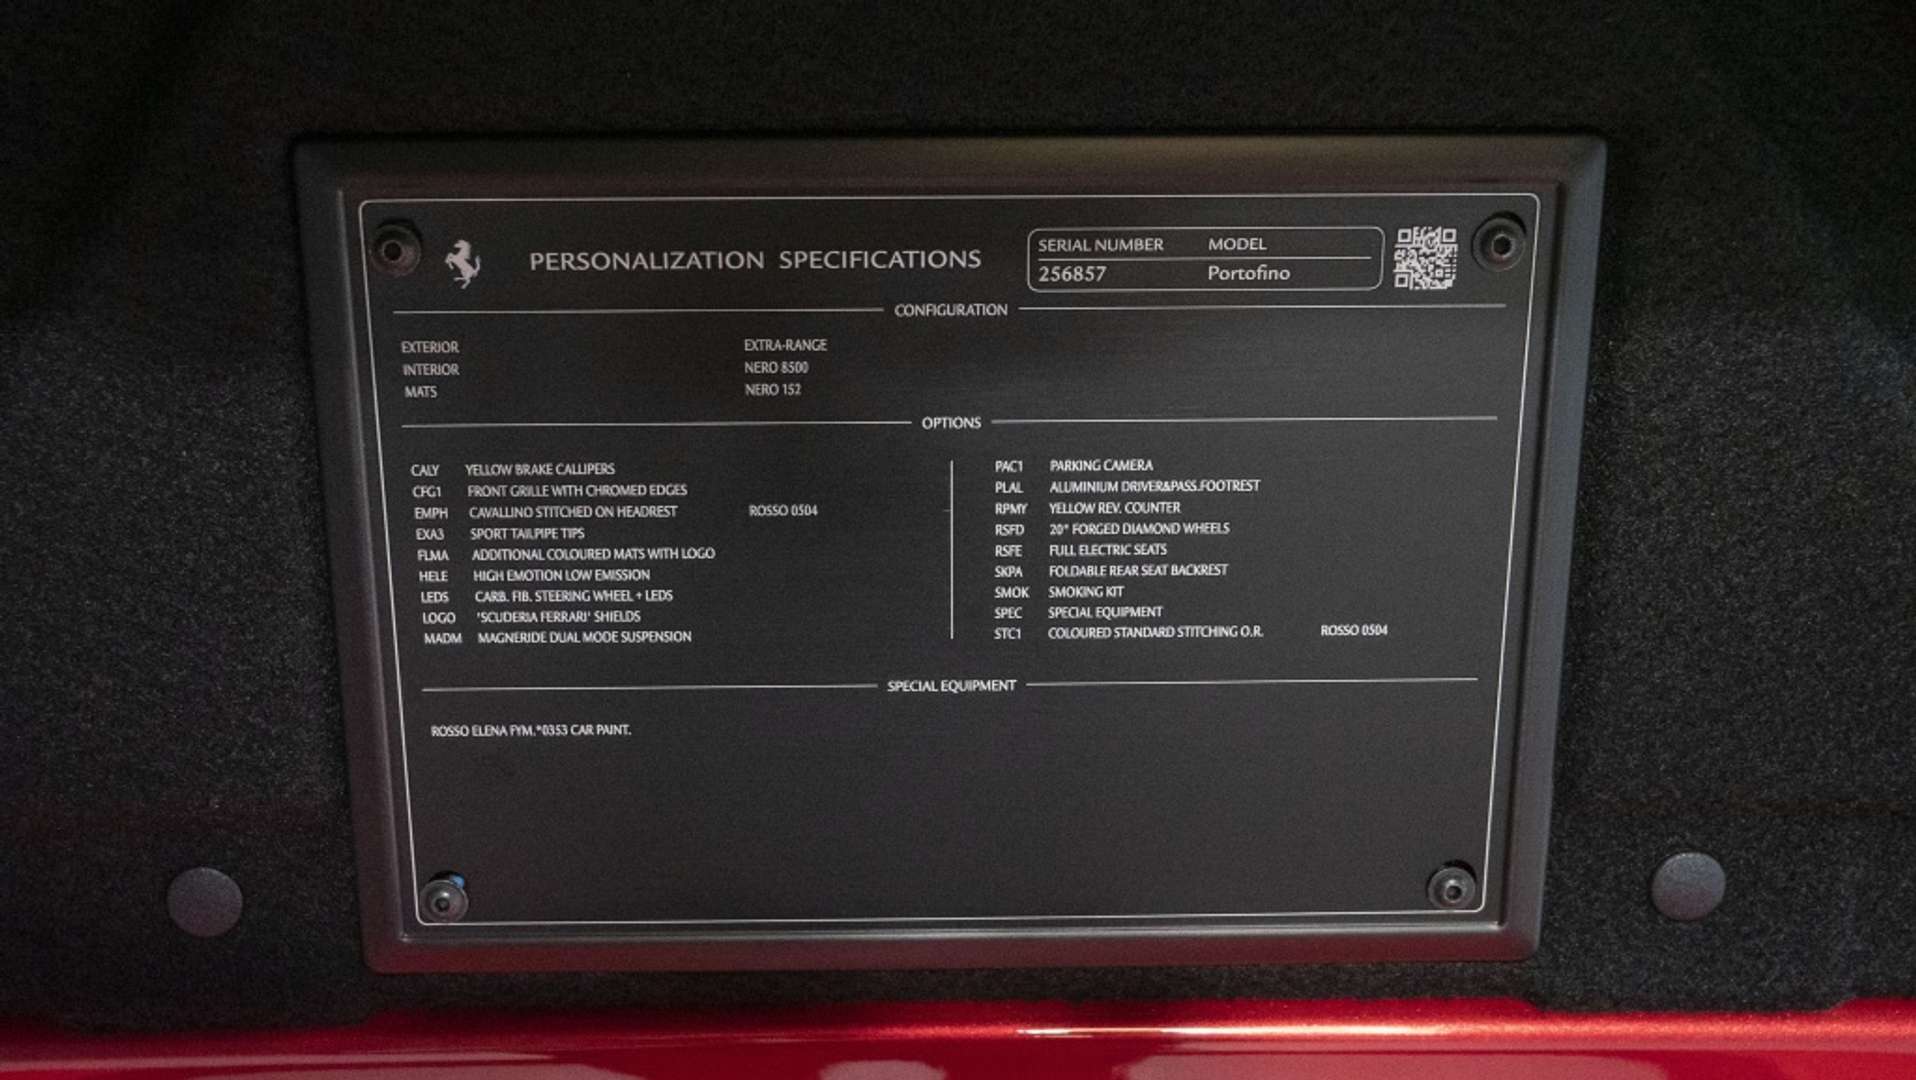 PERSONALIZATION SPECIFICATIONS
SERIAL NUMBER MODEL
256857 Portofino
CONFIGURATION
EXTERIOR EXTRA-RANGE
INTERIOR NERO 8500
MATS NERO 152
OPTIONS
CALY YELLOW BRAKE CALLIPERS
CFG1 FRONT GRILLE WITH CHROMED EDGES
EMPH CAVALLINO STITCHED ON HEADREST ROSSO 0504
EXA3 SPORT TAILPIPE TIPS
FLMA ADDITIONAL COLOURED MATS WITH LOGO
HELE HIGH EMOTION LOW EMISSION
LEDS CARB. FIB. STEERING WHEEL + LEDS
LOGO 'SCUDERIA FERRARI' SHIELDS
MADM MAGNERIDE DUAL MODE SUSPENSION
PAC1 PARKING CAMERA
PLAL ALUMINIUM DRIVER&PASS.FOOTREST
RPMY YELLOW REV. COUNTER
RSFD 20" FORGED DIAMOND WHEELS
RSFE FULL ELECTRIC SEATS
SKPA FOLDABLE REAR SEAT BACKREST
SMOK SMOKING KIT
SPEC SPECIAL EQUIPMENT
STC1 COLOURED STANDARD STITCHING O.R. ROSSO 0504
SPECIAL EQUIPMENT
ROSSO ELENA FYM.*0353 CAR PAINT.